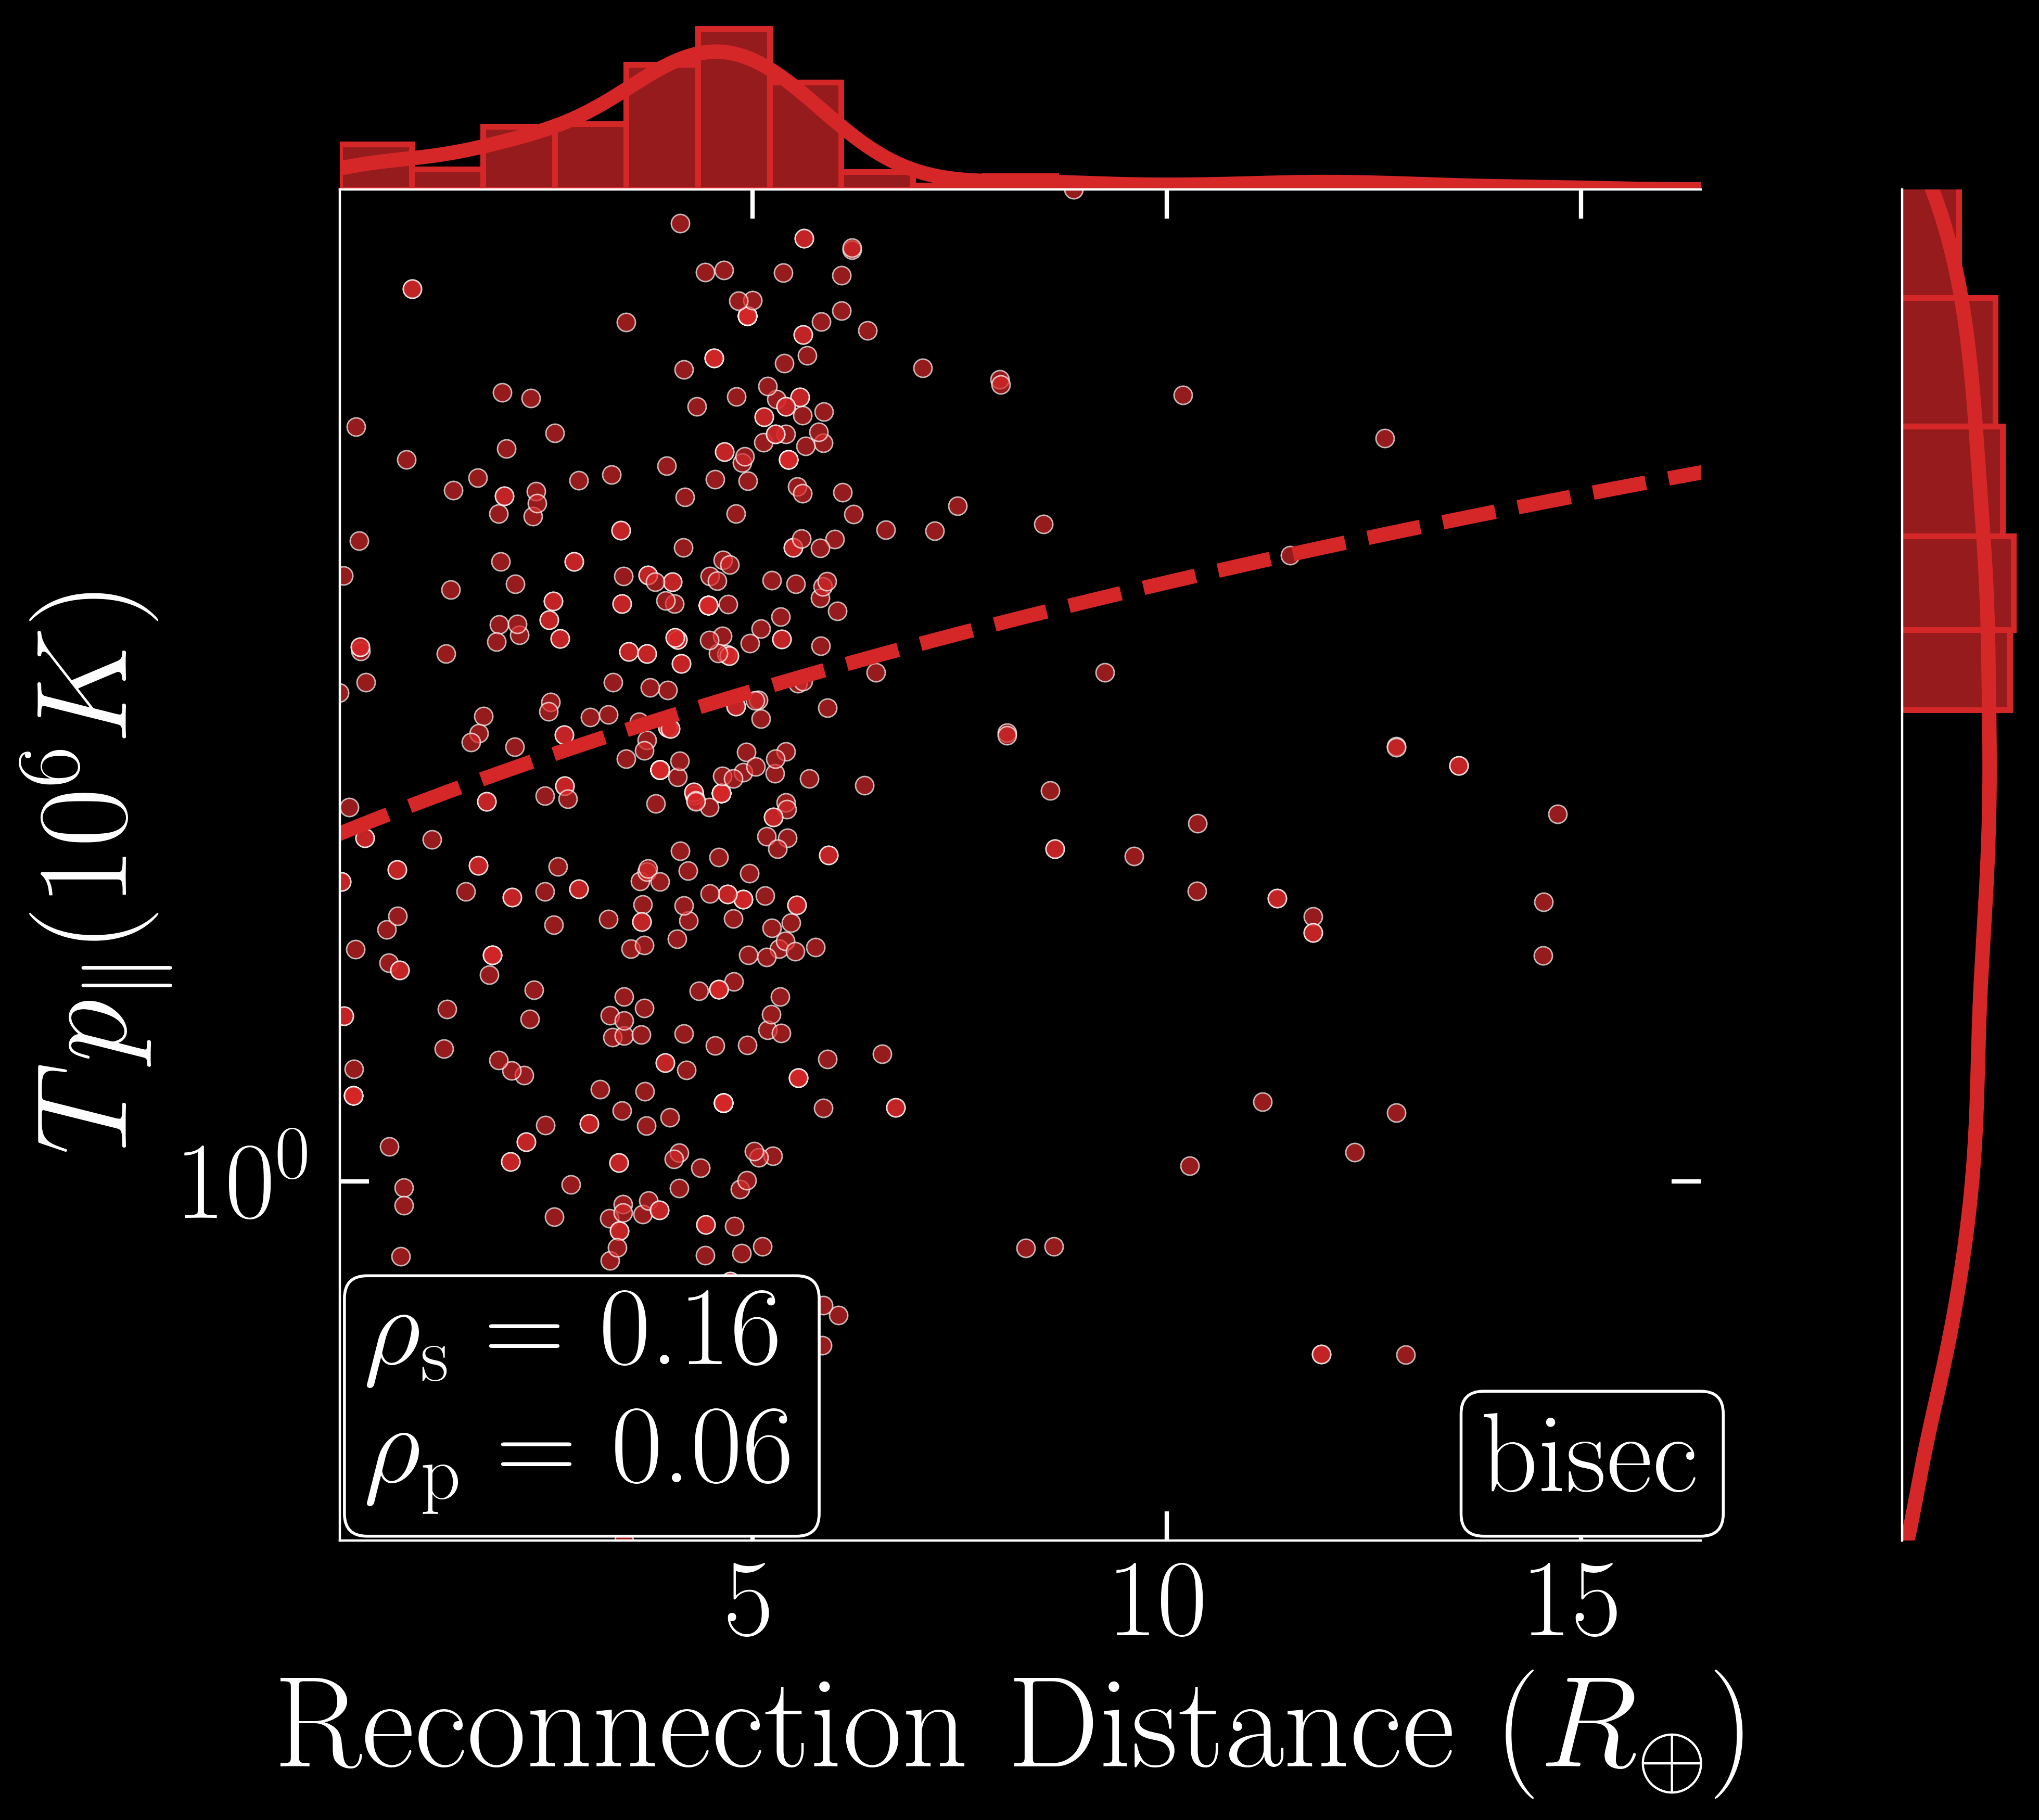 Tp∥(10⁶K)
10⁰
ρₛ = 0.16
ρₚ = 0.06
bisec
5 10 15
Reconnection Distance (R⊕)